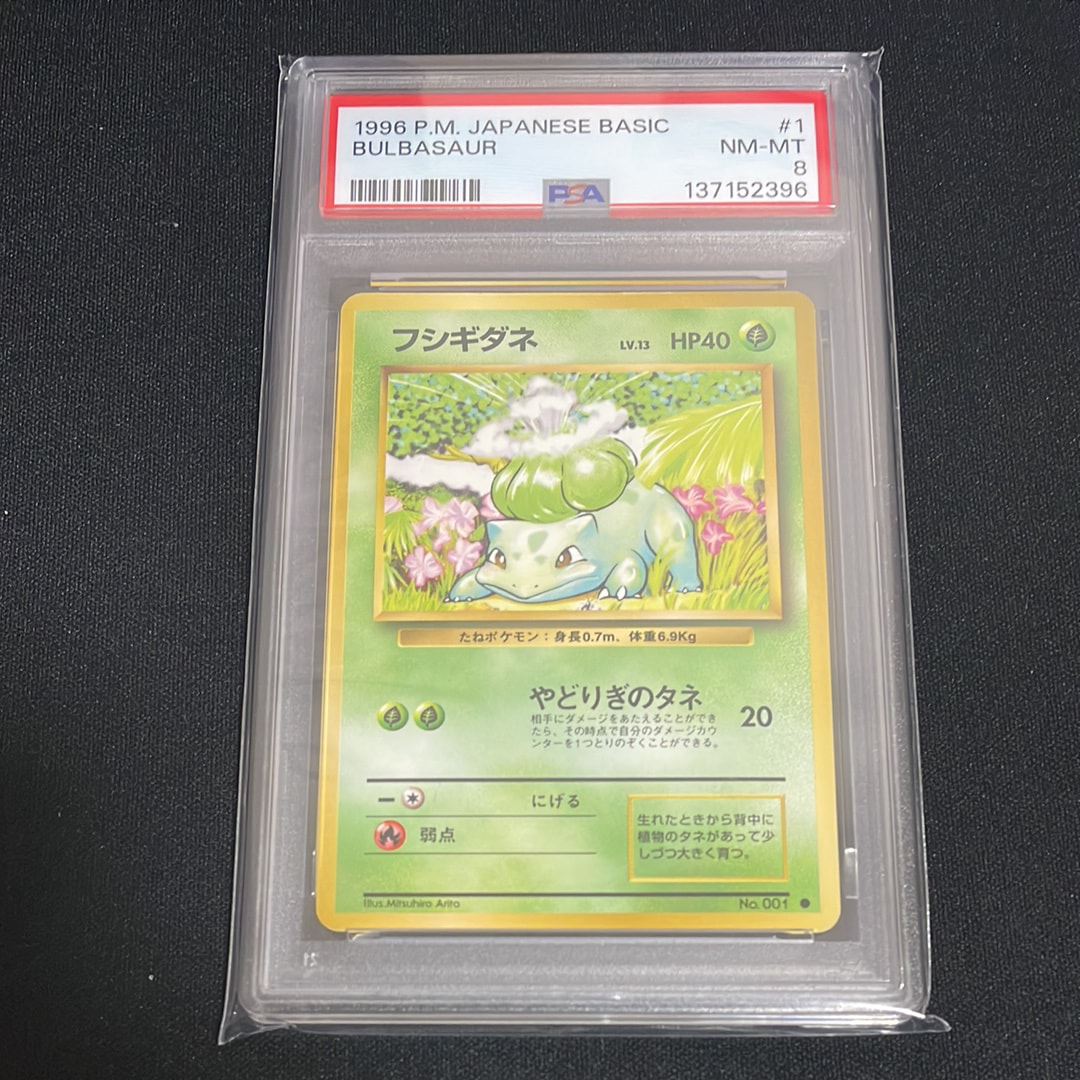 1996 P.M. JAPANESE BASIC #1
BULBASAUR NM-MT
8
PSA 137152396
フシギダネ LV.13 HP40
たねポケモン：身長0.7m、体重6.9Kg
やどりぎのタネ 20
相手にダメージをあたえることができ
たら、その時点で自分のダメージカウ
ンターを1つとりのぞくことができる。
にげる
弱点
生れたときから背中に
植物のタネがあって少
しづつ大きく育つ。
Illus.Mitsuhiro Arita No. 001